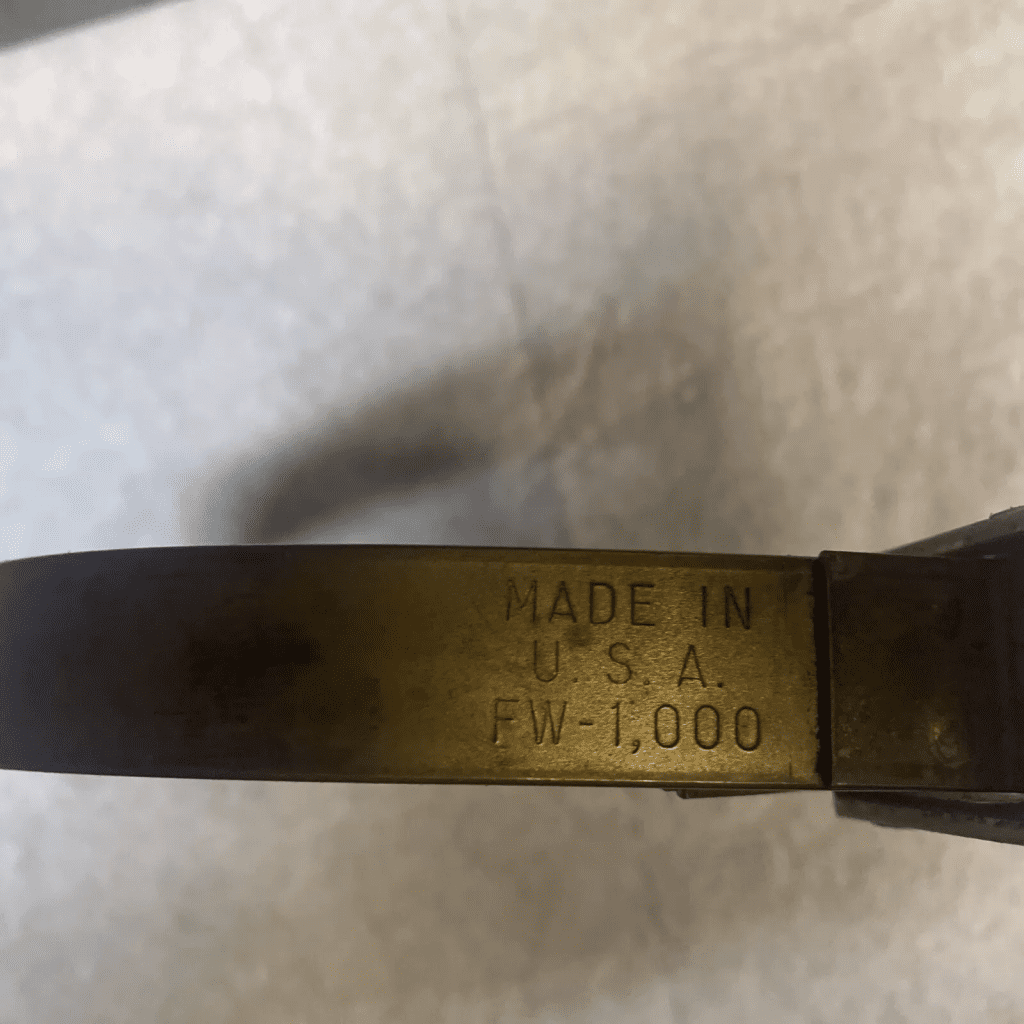 MADE IN
U. S. A.
FW-1,000